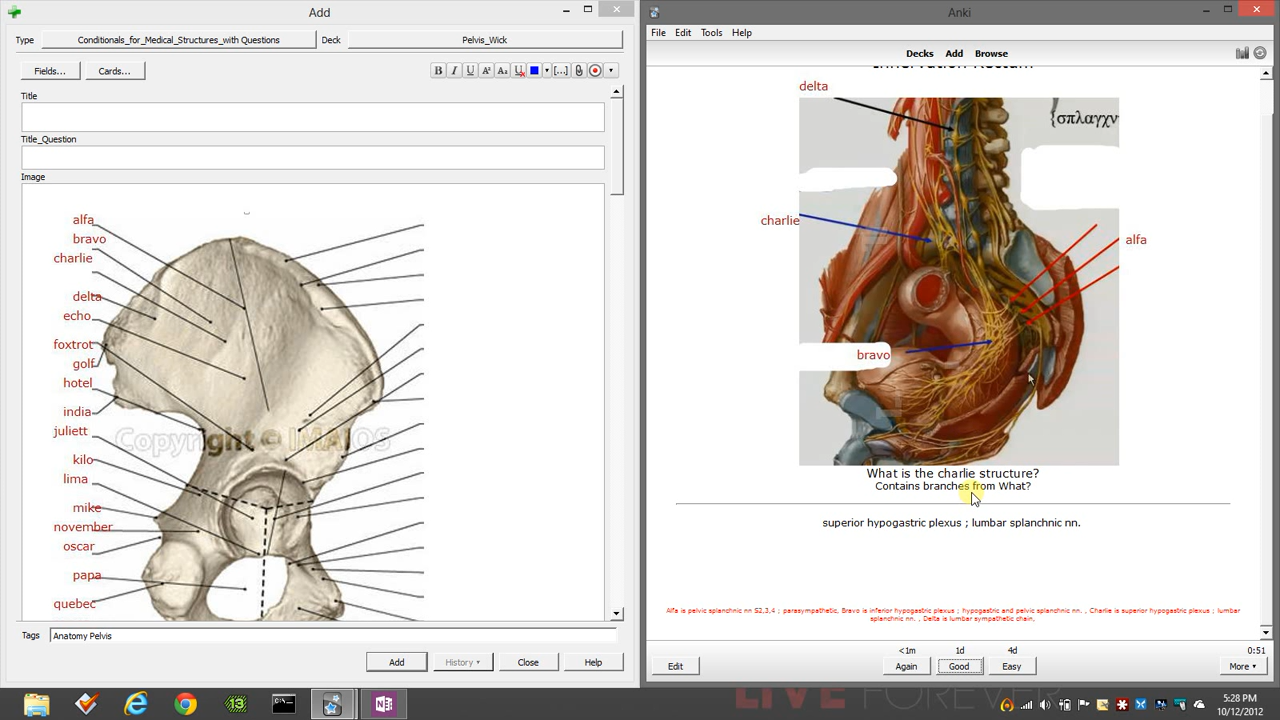 Add
Type
Conditionals_for_Medical_Structures_with Questions
Deck
Pelvis_Wick
Fields...
Cards...
Title
Title_Question
Image
alfa
bravo
charlie
delta
echo
foxtrot
golf
hotel
india
juliett
Copyright © IMAIOS
kilo
lima
mike
november
oscar
papa
quebec
Tags
Anatomy Pelvis
Add
History
Close
Help
Anki
File Edit Tools Help
Decks Add Browse
Innervation Rectum
delta
{σπλαγχν
charlie
alfa
bravo
What is the charlie structure?
Contains branches from What?
superior hypogastric plexus ; lumbar splanchnic nn.
Alfa is pelvic splanchnic nn S2,3,4 ; parasympathetic. Bravo is inferior hypogastric plexus ; hypogastric and pelvic splanchnic nn. , Charlie is superior hypogastric plexus ; lumbar
splanchnic nn. , Delta is lumbar sympathetic chain,
<1m 1d 4d 0:51
Edit Again Good Easy More
LIVE FOREVER
5:28 PM
10/12/2012